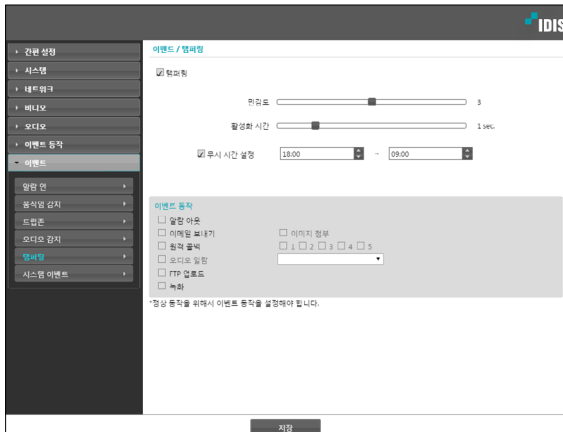 IDIS
간편 설정
시스템
네트워크
비디오
오디오
이벤트 동작
이벤트
알람 인
움직임 감지
드립존
오디오 감지
탬퍼링
시스템 이벤트
이벤트 / 탬퍼링
탬퍼링
민감도 3
활성화 시간 1 sec.
무시 시간 설정 18:00 ~ 09:00
이벤트 동작
알람 아웃
이메일 보내기 이미지 첨부
원격 콜백 1 2 3 4 5
오디오 알람
FTP 업로드
녹화
*정상 동작을 위해서 이벤트 동작을 설정해야 합니다.
저장